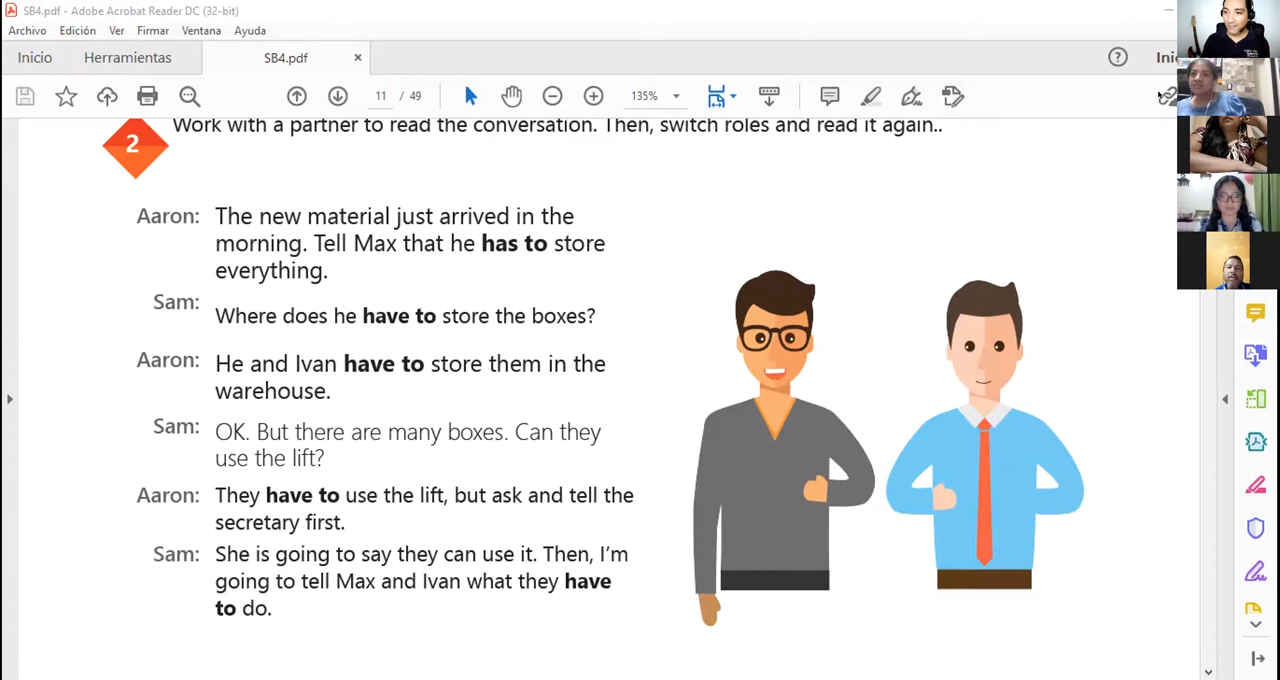 SB4.pdf - Adobe Acrobat Reader DC (32-bit)
Archivo Edición Ver Firmar Ventana Ayuda
Inicio Herramientas SB4.pdf × ? Ini
11 / 49 135%
2 Work with a partner to read the conversation. Then, switch roles and read it again..
Aaron: The new material just arrived in the
morning. Tell Max that he has to store
everything.
Sam: Where does he have to store the boxes?
Aaron: He and Ivan have to store them in the
warehouse.
Sam: OK. But there are many boxes. Can they
use the lift?
Aaron: They have to use the lift, but ask and tell the
secretary first.
Sam: She is going to say they can use it. Then, I'm
going to tell Max and Ivan what they have
to do.